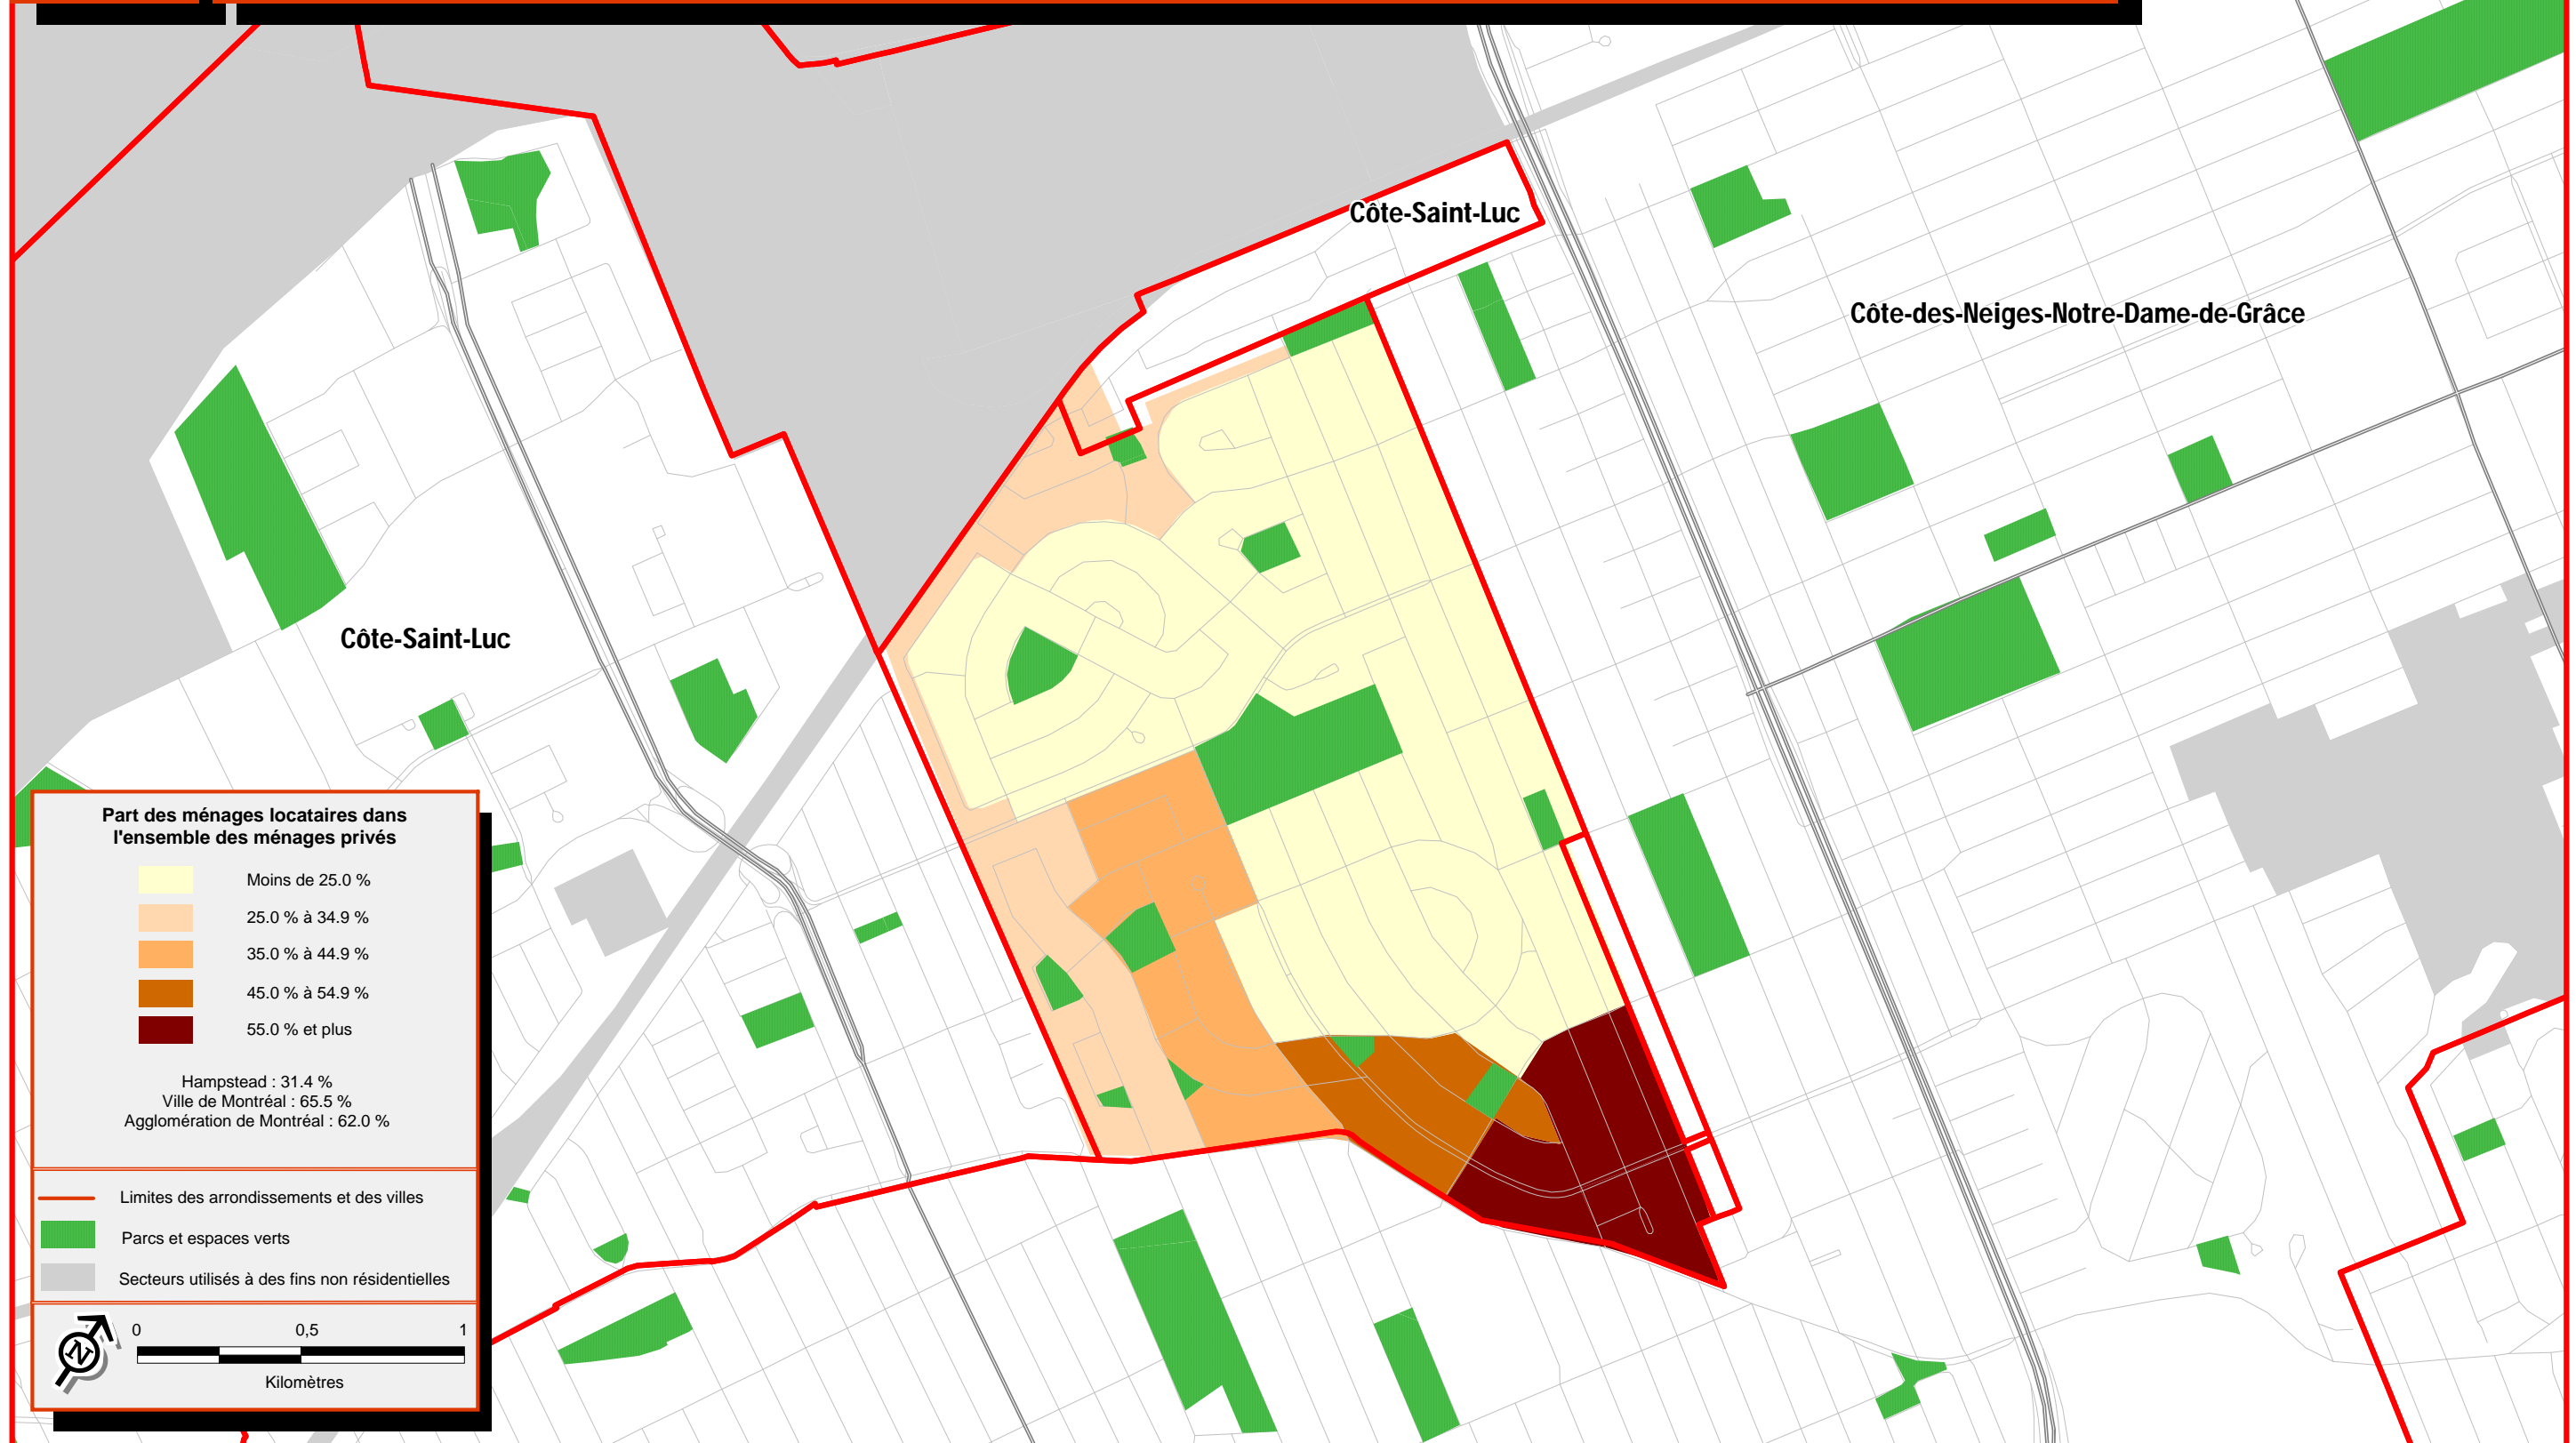 Côte-Saint-Luc
Côte-des-Neiges-Notre-Dame-de-Grâce
Côte-Saint-Luc
Part des ménages locataires dans
l'ensemble des ménages privés
Moins de 25.0 %
25.0 % à 34.9 %
35.0 % à 44.9 %
45.0 % à 54.9 %
55.0 % et plus
Hampstead : 31.4 %
Ville de Montréal : 65.5 %
Agglomération de Montréal : 62.0 %
Limites des arrondissements et des villes
Parcs et espaces verts
Secteurs utilisés à des fins non résidentielles
N
0 0,5 1
Kilomètres